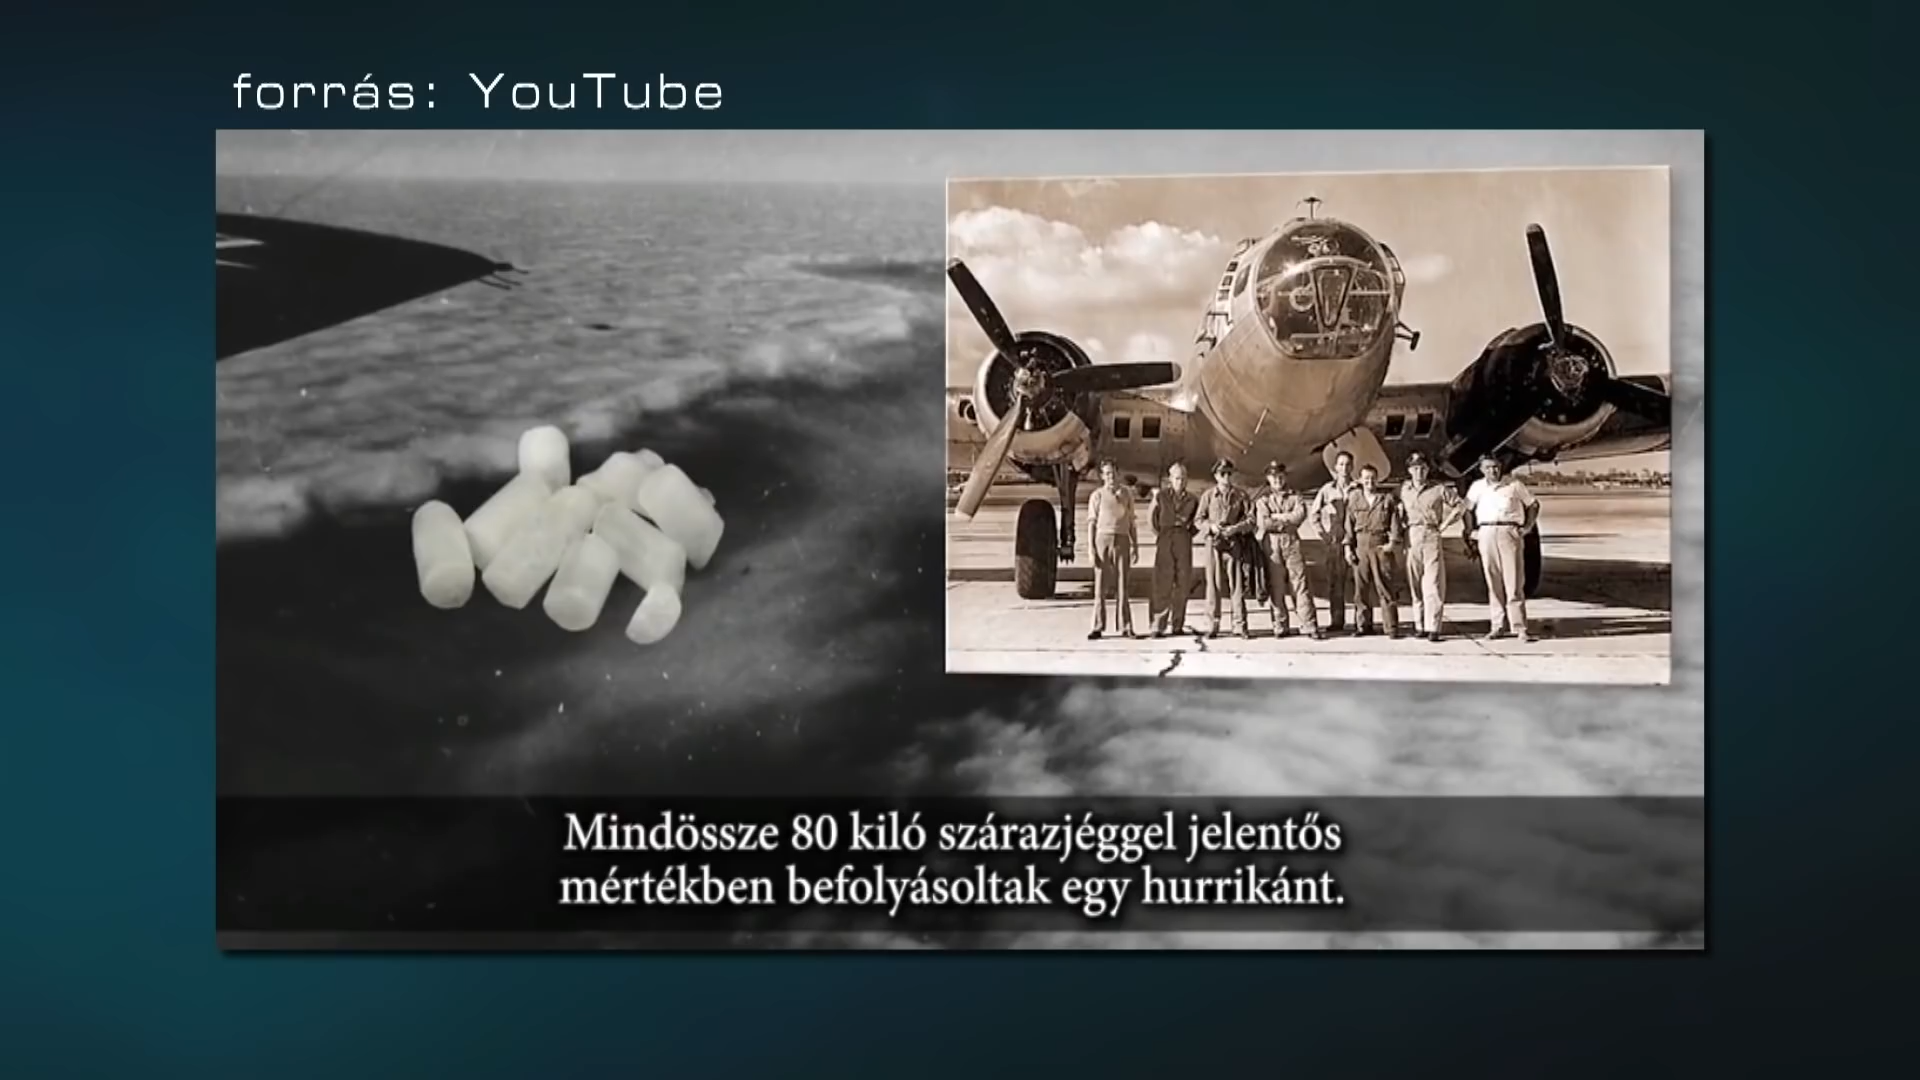 forrás: YouTube
Mindössze 80 kiló szárazjéggel jelentős
mértékben befolyásoltak egy hurrikánt.